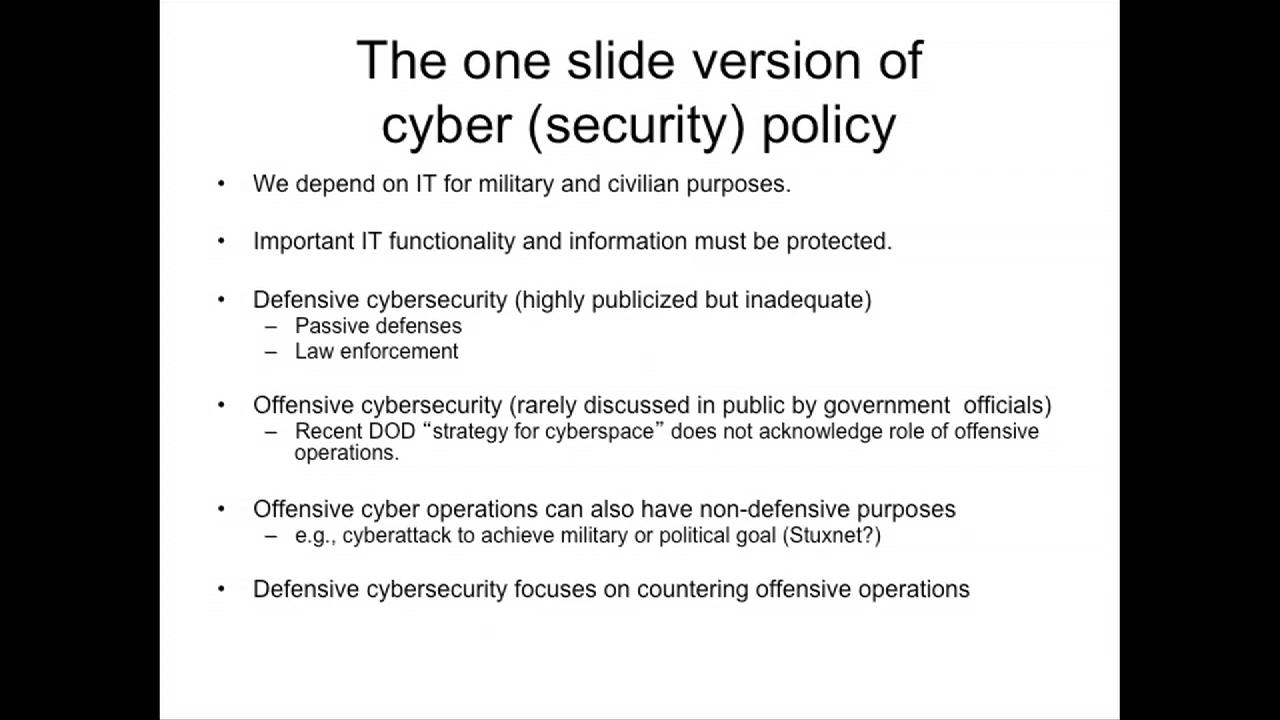 The one slide version of
cyber (security) policy
• We depend on IT for military and civilian purposes.
• Important IT functionality and information must be protected.
• Defensive cybersecurity (highly publicized but inadequate)
– Passive defenses
– Law enforcement
• Offensive cybersecurity (rarely discussed in public by government  officials)
– Recent DOD “strategy for cyberspace” does not acknowledge role of offensive
operations.
• Offensive cyber operations can also have non-defensive purposes
– e.g., cyberattack to achieve military or political goal (Stuxnet?)
• Defensive cybersecurity focuses on countering offensive operations